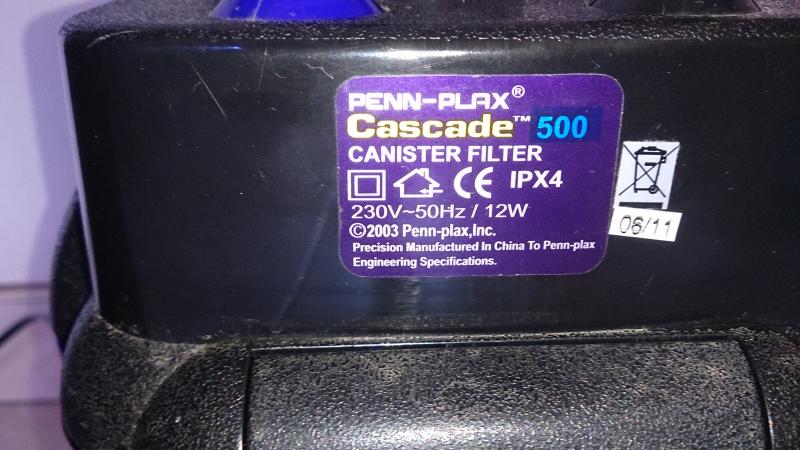 PENN-PLAX®
Cascade™ 500
CANISTER FILTER
CE IPX4
230V~50Hz / 12W
©2003 Penn-plax,Inc.
Precision Manufactured In China To Penn-plax
Engineering Specifications.
06/11